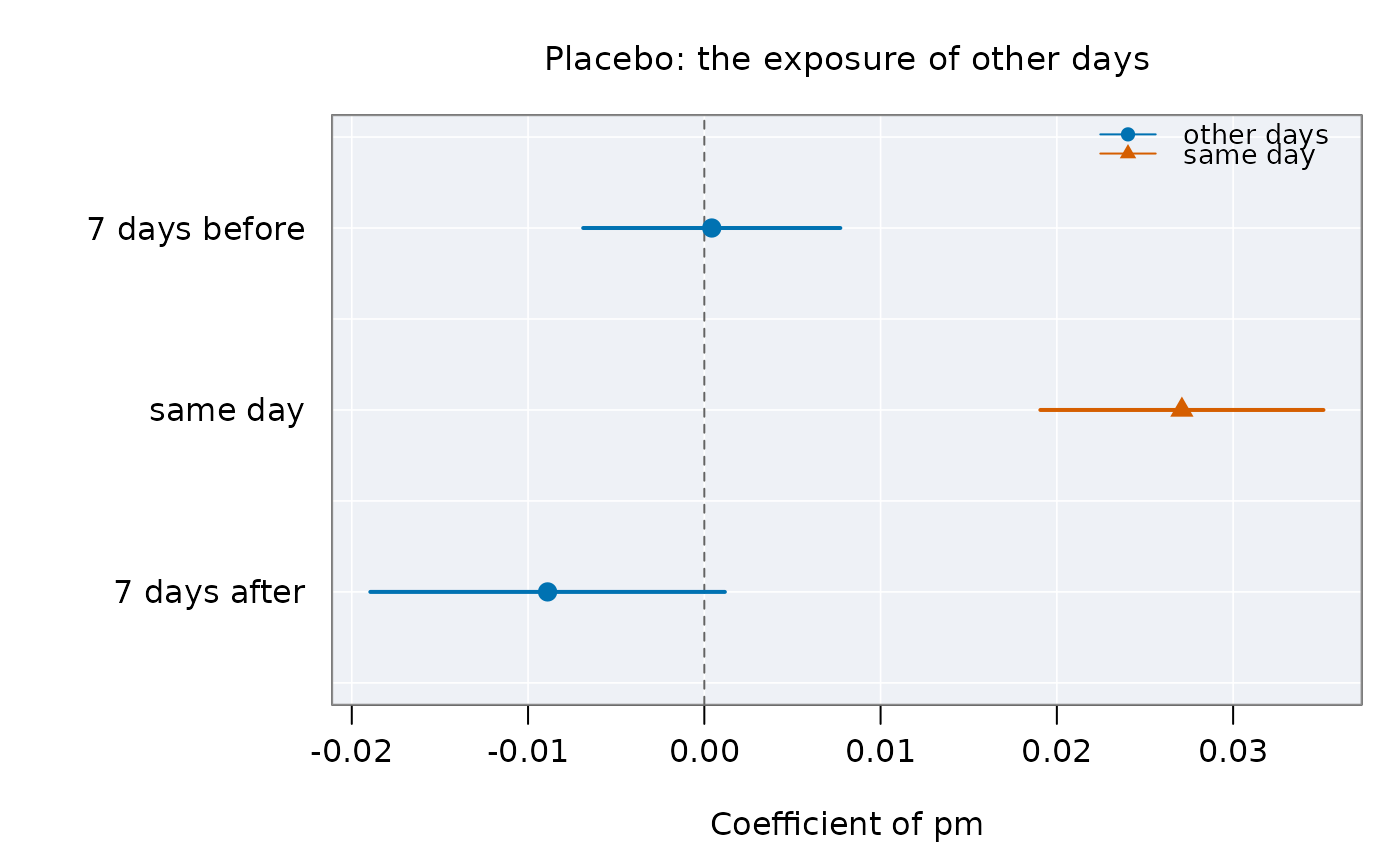 Placebo: the exposure of other days
other days
same day
7 days before
same day
7 days after
-0.02 -0.01 0.00 0.01 0.02 0.03
Coefficient of pm